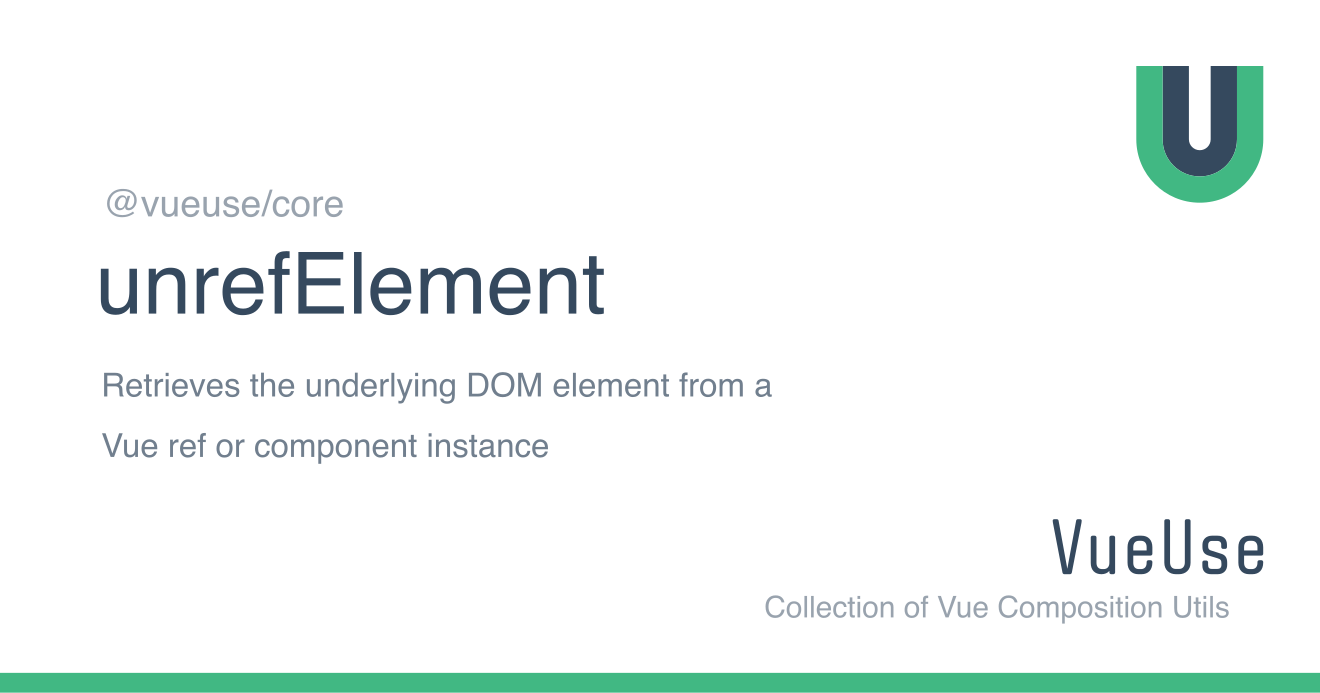 @vueuse/core
unrefElement
Retrieves the underlying DOM element from a
Vue ref or component instance
VueUse
Collection of Vue Composition Utils